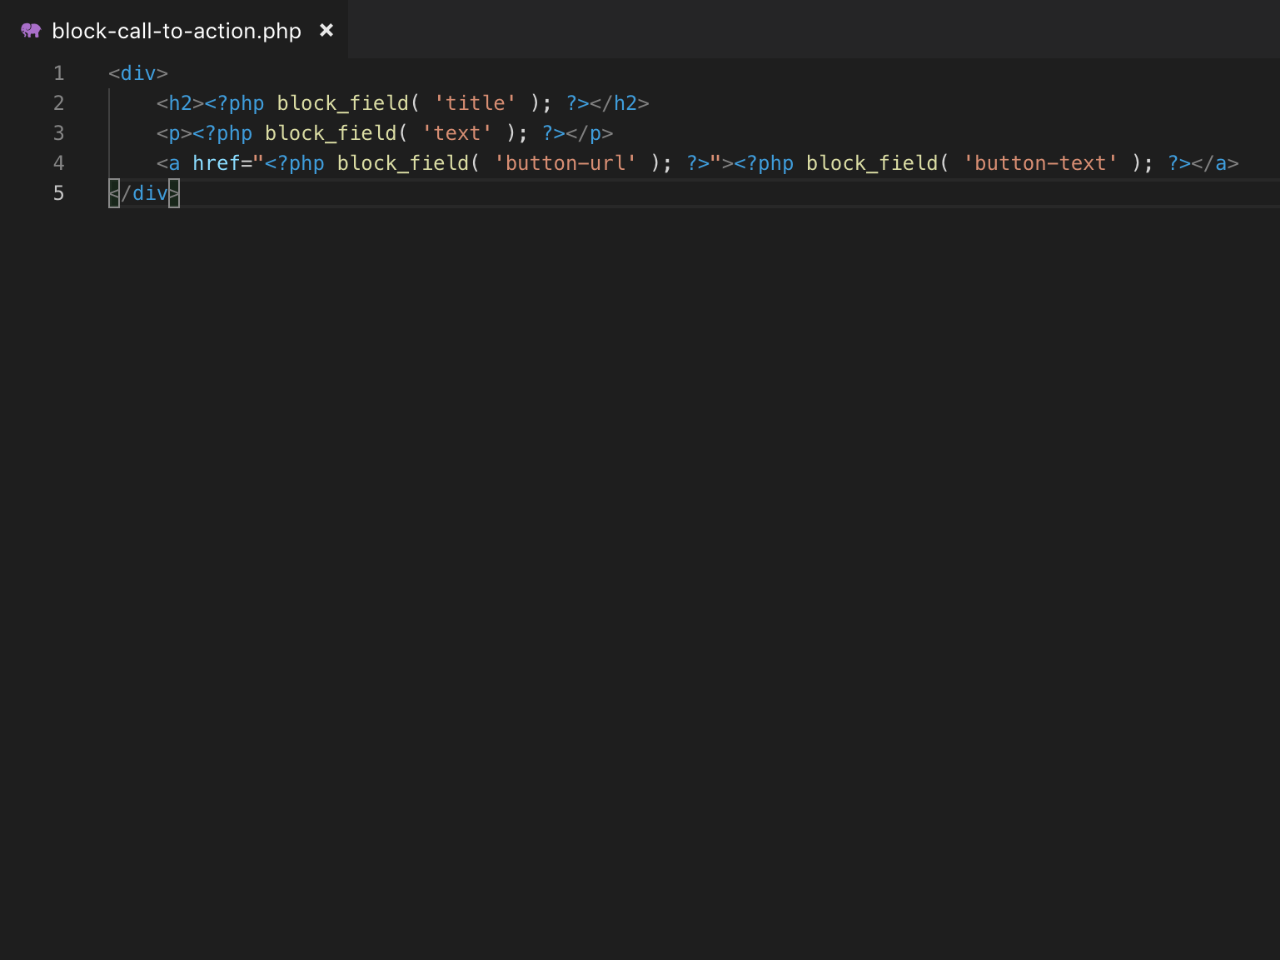 block-call-to-action.php ×
1 <div>
2 <h2><?php block_field( 'title' ); ?></h2>
3 <p><?php block_field( 'text' ); ?></p>
4 <a href="<?php block_field( 'button-url' ); ?>"><?php block_field( 'button-text' ); ?></a>
5 </div>